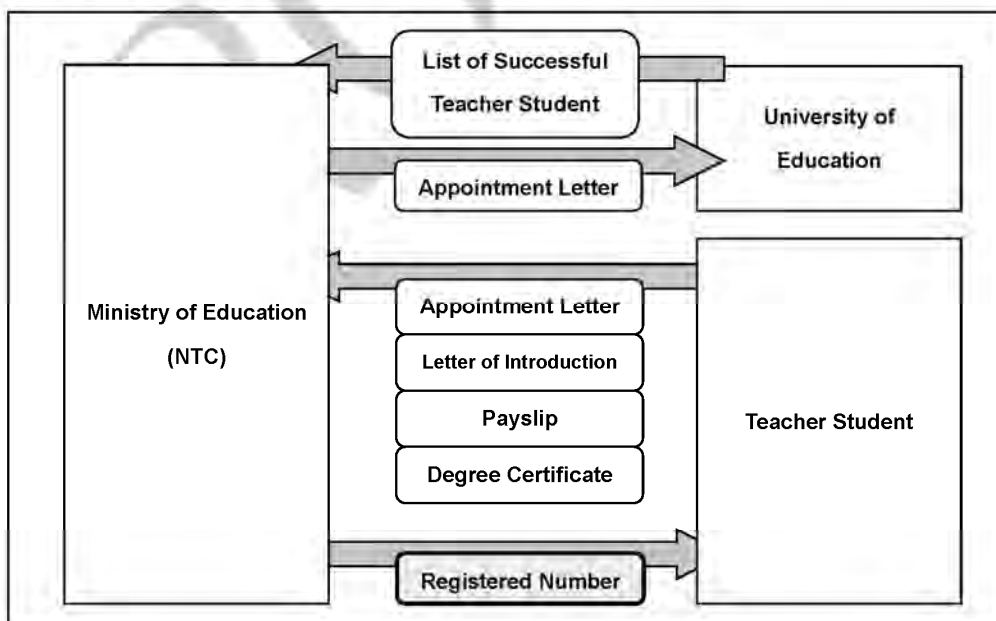 List of Successful
Teacher Student
University of
Education
Appointment Letter
Ministry of Education
(NTC)
Appointment Letter
Letter of Introduction
Payslip
Degree Certificate
Teacher Student
Registered Number